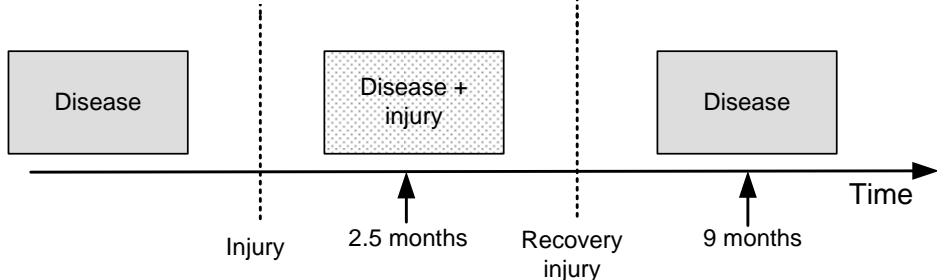 Disease
Disease +
injury
Disease
Time
Injury
2.5 months
Recovery
injury
9 months